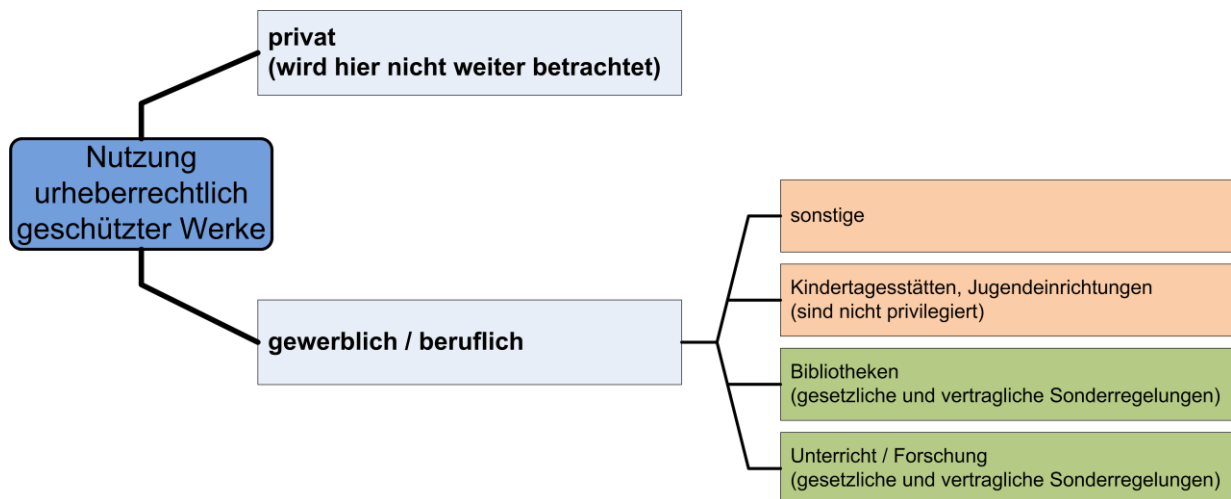 privat
(wird hier nicht weiter betrachtet)
Nutzung
urheberrechtlich
geschützter Werke
gewerblich / beruflich
sonstige
Kindertagesstätten, Jugendeinrichtungen
(sind nicht privilegiert)
Bibliotheken
(gesetzliche und vertragliche Sonderregelungen)
Unterricht / Forschung
(gesetzliche und vertragliche Sonderregelungen)